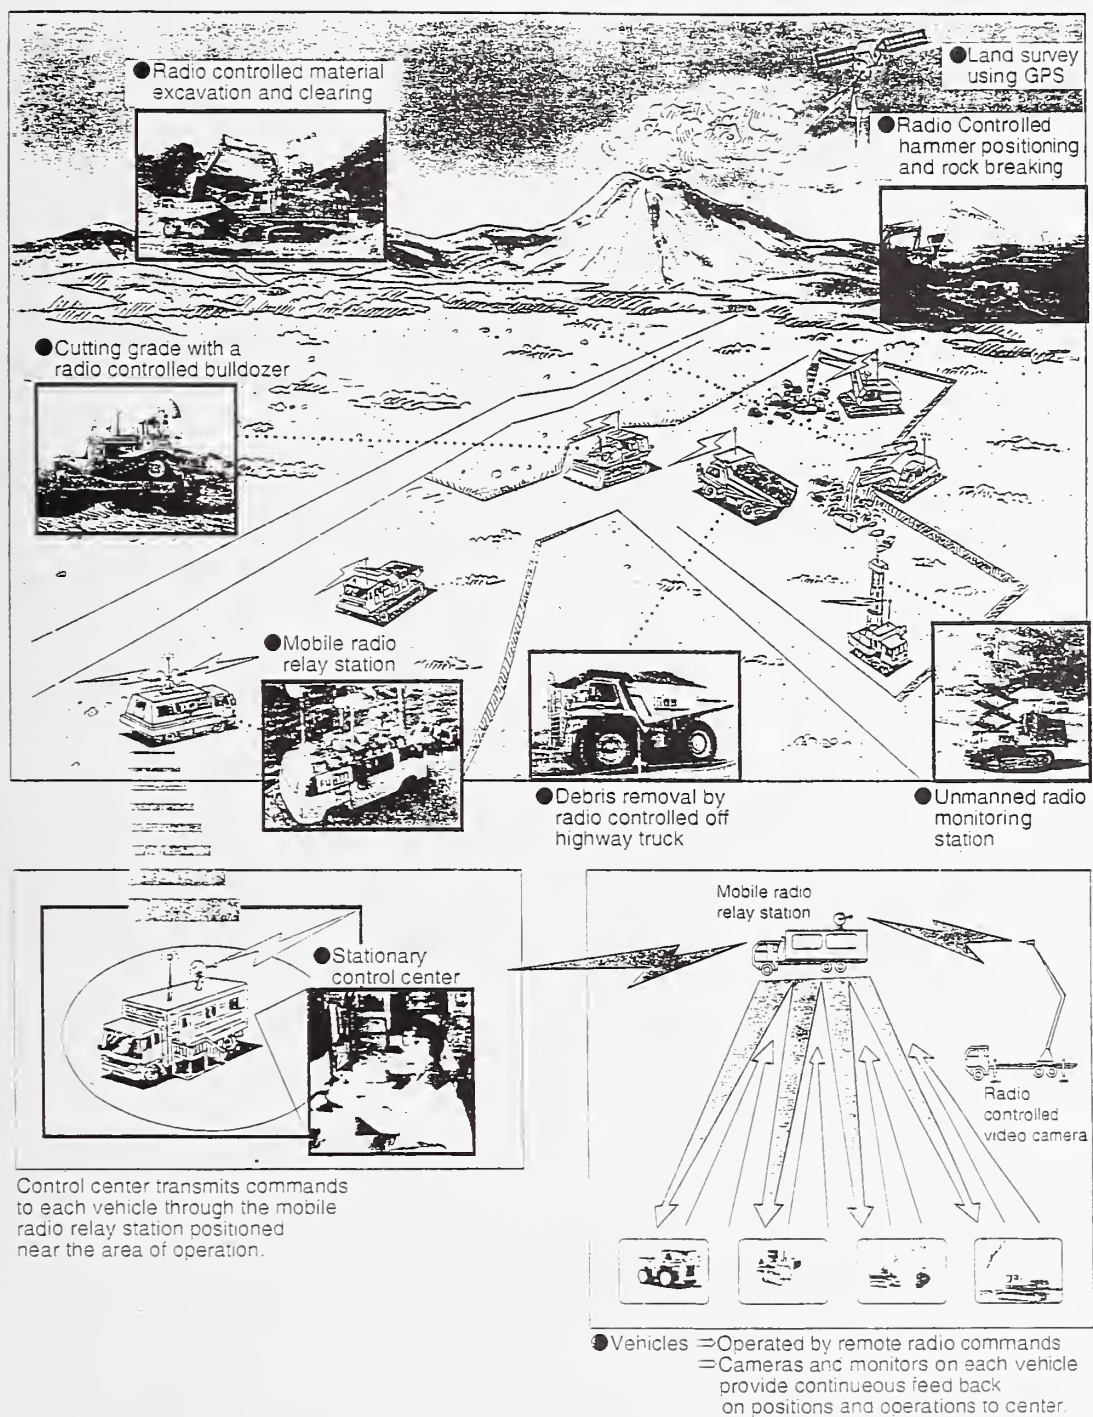 ●Radio controlled material
excavation and clearing
●Land survey
using GPS
●Radio Controlled
hammer positioning
and rock breaking
●Cutting grade with a
radio controlled bulldozer
●Mobile radio
relay station
●Debris removal by
radio controlled off
highway truck
●Unmanned radio
monitoring
station
●Stationary
control center
Control center transmits commands
to each vehicle through the mobile
radio relay station positioned
near the area of operation.
Mobile radio
relay station
Radio
controlled
video camera
●Vehicles ⇒Operated by remote radio commands
⇒Cameras and monitors on each vehicle
provide continueous feed back
on positions and operations to center.